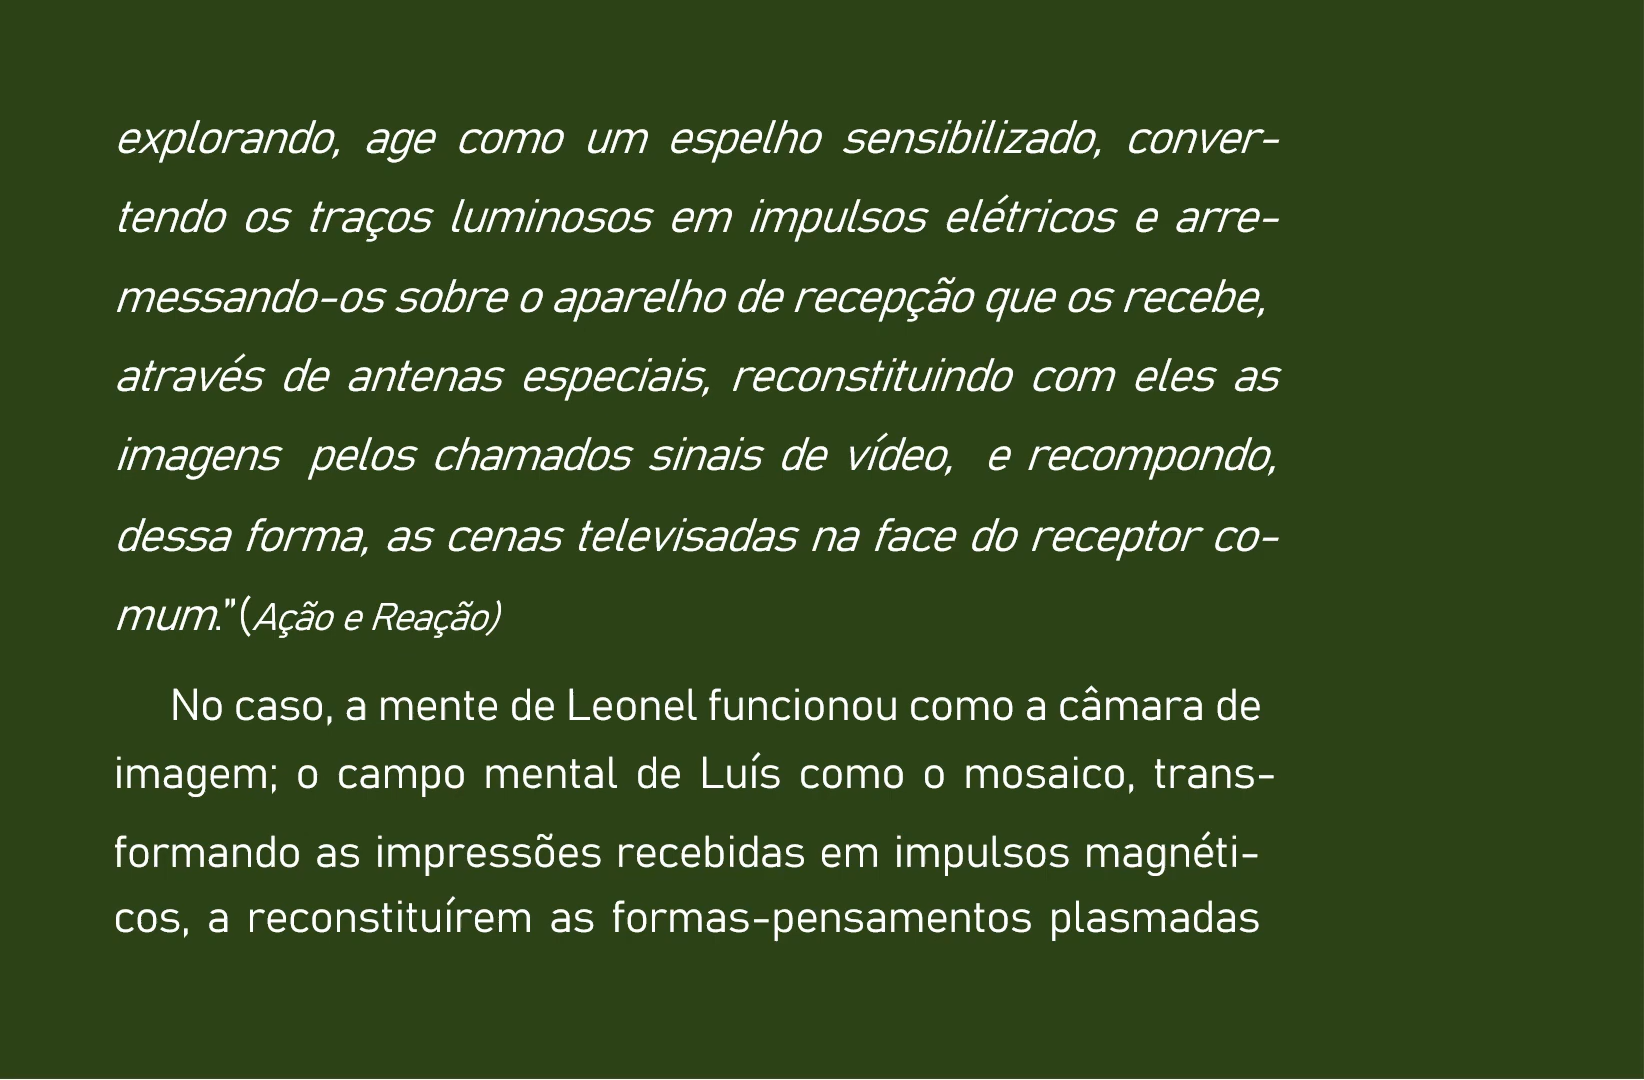 explorando, age como um espelho sensibilizado, conver-
tendo os traços luminosos em impulsos elétricos e arre-
messando-os sobre o aparelho de recepção que os recebe,
através de antenas especiais, reconstituindo com eles as
imagens pelos chamados sinais de vídeo, e recompondo,
dessa forma, as cenas televisadas na face do receptor co-
mum."(Ação e Reação)
No caso, a mente de Leonel funcionou como a câmara de
imagem; o campo mental de Luís como o mosaico, trans-
formando as impressões recebidas em impulsos magnéti-
cos, a reconstituírem as formas-pensamentos plasmadas